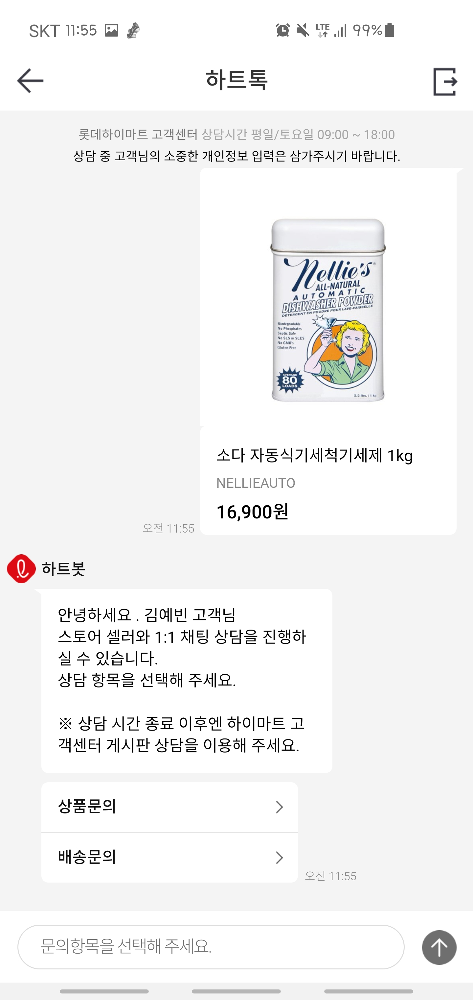 SKT 11:55 LTE 99%
하트톡
롯데하이마트 고객센터 상담시간 평일/토요일 09:00 ~ 18:00
상담 중 고객님의 소중한 개인정보 입력은 삼가주시기 바랍니다.
Nellie's®
ALL-NATURAL
AUTOMATIC
DISHWASHER POWDER
DÉTERGENT EN POUDRE POUR LAVE-VAISSELLE
Biodegradable
No Phosphates
Septic Safe
No SLS or SLES
No GMO's
Gluten Free
AVERAGE
80
LOADS
2.2 lbs. / 1 kg
소다 자동식기세척기세제 1kg
NELLIEAUTO
16,900원
오전 11:55
하트봇
안녕하세요 . 김예빈 고객님
스토어 셀러와 1:1 채팅 상담을 진행하
실 수 있습니다.
상담 항목을 선택해 주세요.
※ 상담 시간 종료 이후엔 하이마트 고
객센터 게시판 상담을 이용해 주세요.
상품문의
배송문의
오전 11:55
문의항목을 선택해 주세요.